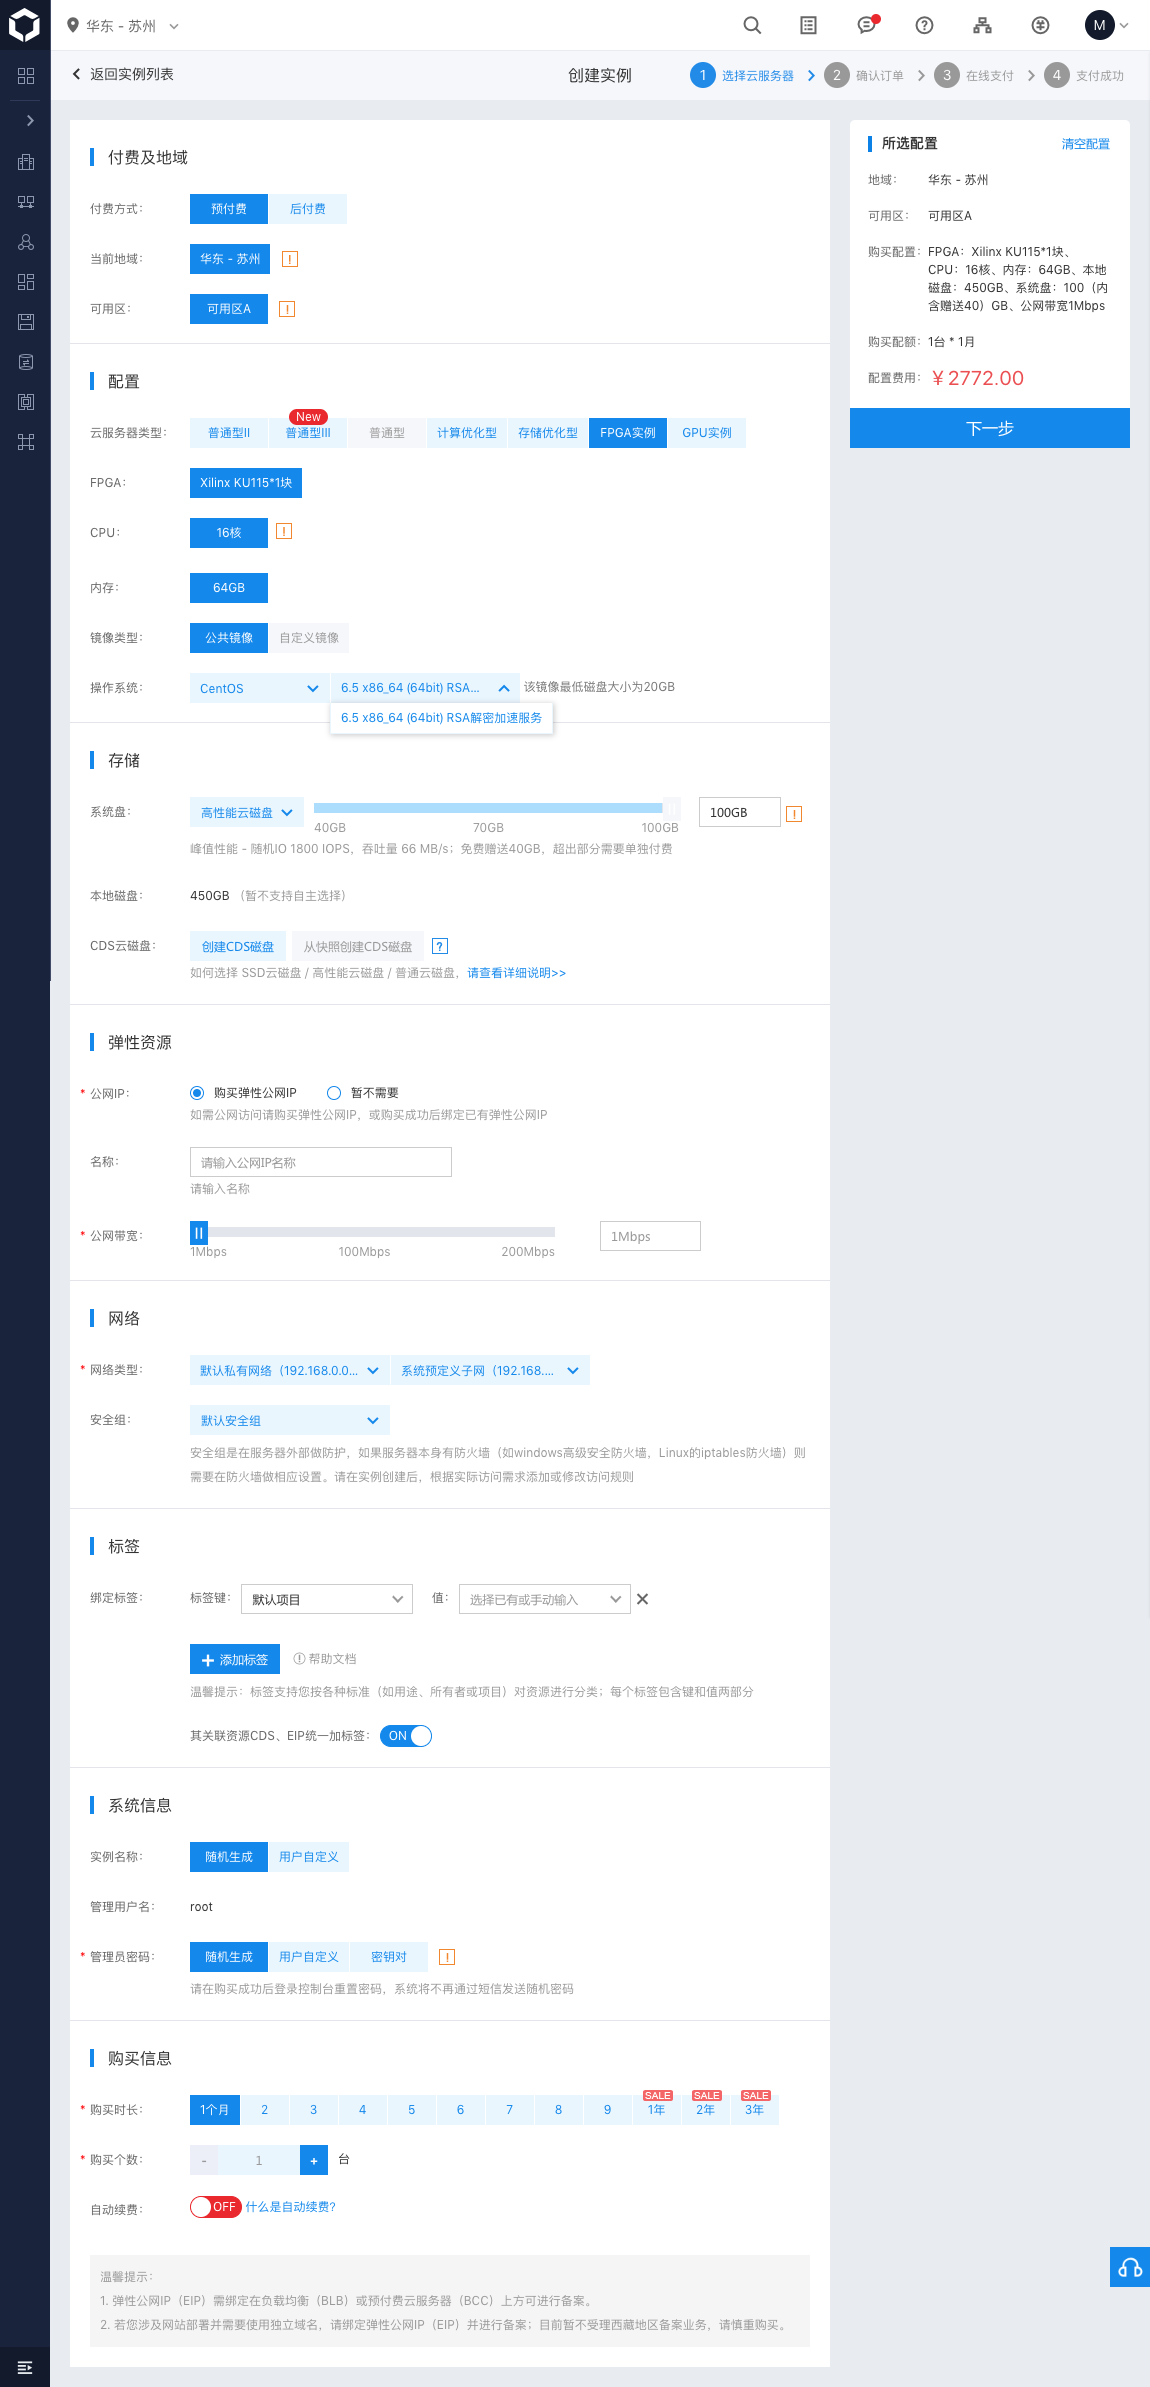 华东 - 苏州
M
返回实例列表
创建实例
1 选择云服务器
2 确认订单
3 在线支付
4 支付成功
付费及地域
付费方式：
预付费
后付费
当前地域：
华东 - 苏州
可用区：
可用区A
配置
云服务器类型：
普通型II
New
普通型III
普通型
计算优化型
存储优化型
FPGA实例
GPU实例
FPGA：
Xilinx KU115*1块
CPU：
16核
内存：
64GB
镜像类型：
公共镜像
自定义镜像
操作系统：
CentOS
6.5 x86_64 (64bit) RSA...
该镜像最低磁盘大小为20GB
6.5 x86_64 (64bit) RSA解密加速服务
存储
系统盘：
高性能云磁盘
40GB
70GB
100GB
100GB
峰值性能 - 随机IO 1800 IOPS，吞吐量 66 MB/s；免费赠送40GB，超出部分需要单独付费
本地磁盘：
450GB （暂不支持自主选择）
CDS云磁盘：
创建CDS磁盘
从快照创建CDS磁盘
?
如何选择 SSD云磁盘 / 高性能云磁盘 / 普通云磁盘，请查看详细说明>>
弹性资源
* 公网IP：
购买弹性公网IP
暂不需要
如需公网访问请购买弹性公网IP，或购买成功后绑定已有弹性公网IP
名称：
请输入公网IP名称
请输入名称
* 公网带宽：
1Mbps
100Mbps
200Mbps
1Mbps
网络
* 网络类型：
默认私有网络（192.168.0.0...
系统预定义子网（192.168....
安全组：
默认安全组
安全组是在服务器外部做防护，如果服务器本身有防火墙（如windows高级安全防火墙，Linux的iptables防火墙）则
需要在防火墙做相应设置。请在实例创建后，根据实际访问需求添加或修改访问规则
标签
绑定标签：
标签键：
默认项目
值：
选择已有或手动输入
+ 添加标签
帮助文档
温馨提示：标签支持您按各种标准（如用途、所有者或项目）对资源进行分类；每个标签包含键和值两部分
其关联资源CDS、EIP统一加标签：
ON
系统信息
实例名称：
随机生成
用户自定义
管理用户名：
root
* 管理员密码：
随机生成
用户自定义
密钥对
请在购买成功后登录控制台重置密码，系统将不再通过短信发送随机密码
购买信息
* 购买时长：
1个月
2
3
4
5
6
7
8
9
SALE
1年
SALE
2年
SALE
3年
* 购买个数：
-
1
+
台
自动续费：
OFF
什么是自动续费?
温馨提示：
1. 弹性公网IP（EIP）需绑定在负载均衡（BLB）或预付费云服务器（BCC）上方可进行备案。
2. 若您涉及网站部署并需要使用独立域名，请绑定弹性公网IP（EIP）并进行备案；目前暂不受理西藏地区备案业务，请慎重购买。
所选配置
清空配置
地域：
华东 - 苏州
可用区：
可用区A
购买配置：
FPGA：Xilinx KU115*1块、
CPU：16核、内存：64GB、本地
磁盘：450GB、系统盘：100（内
含赠送40）GB、公网带宽1Mbps
购买配额：
1台 * 1月
配置费用：
￥2772.00
下一步